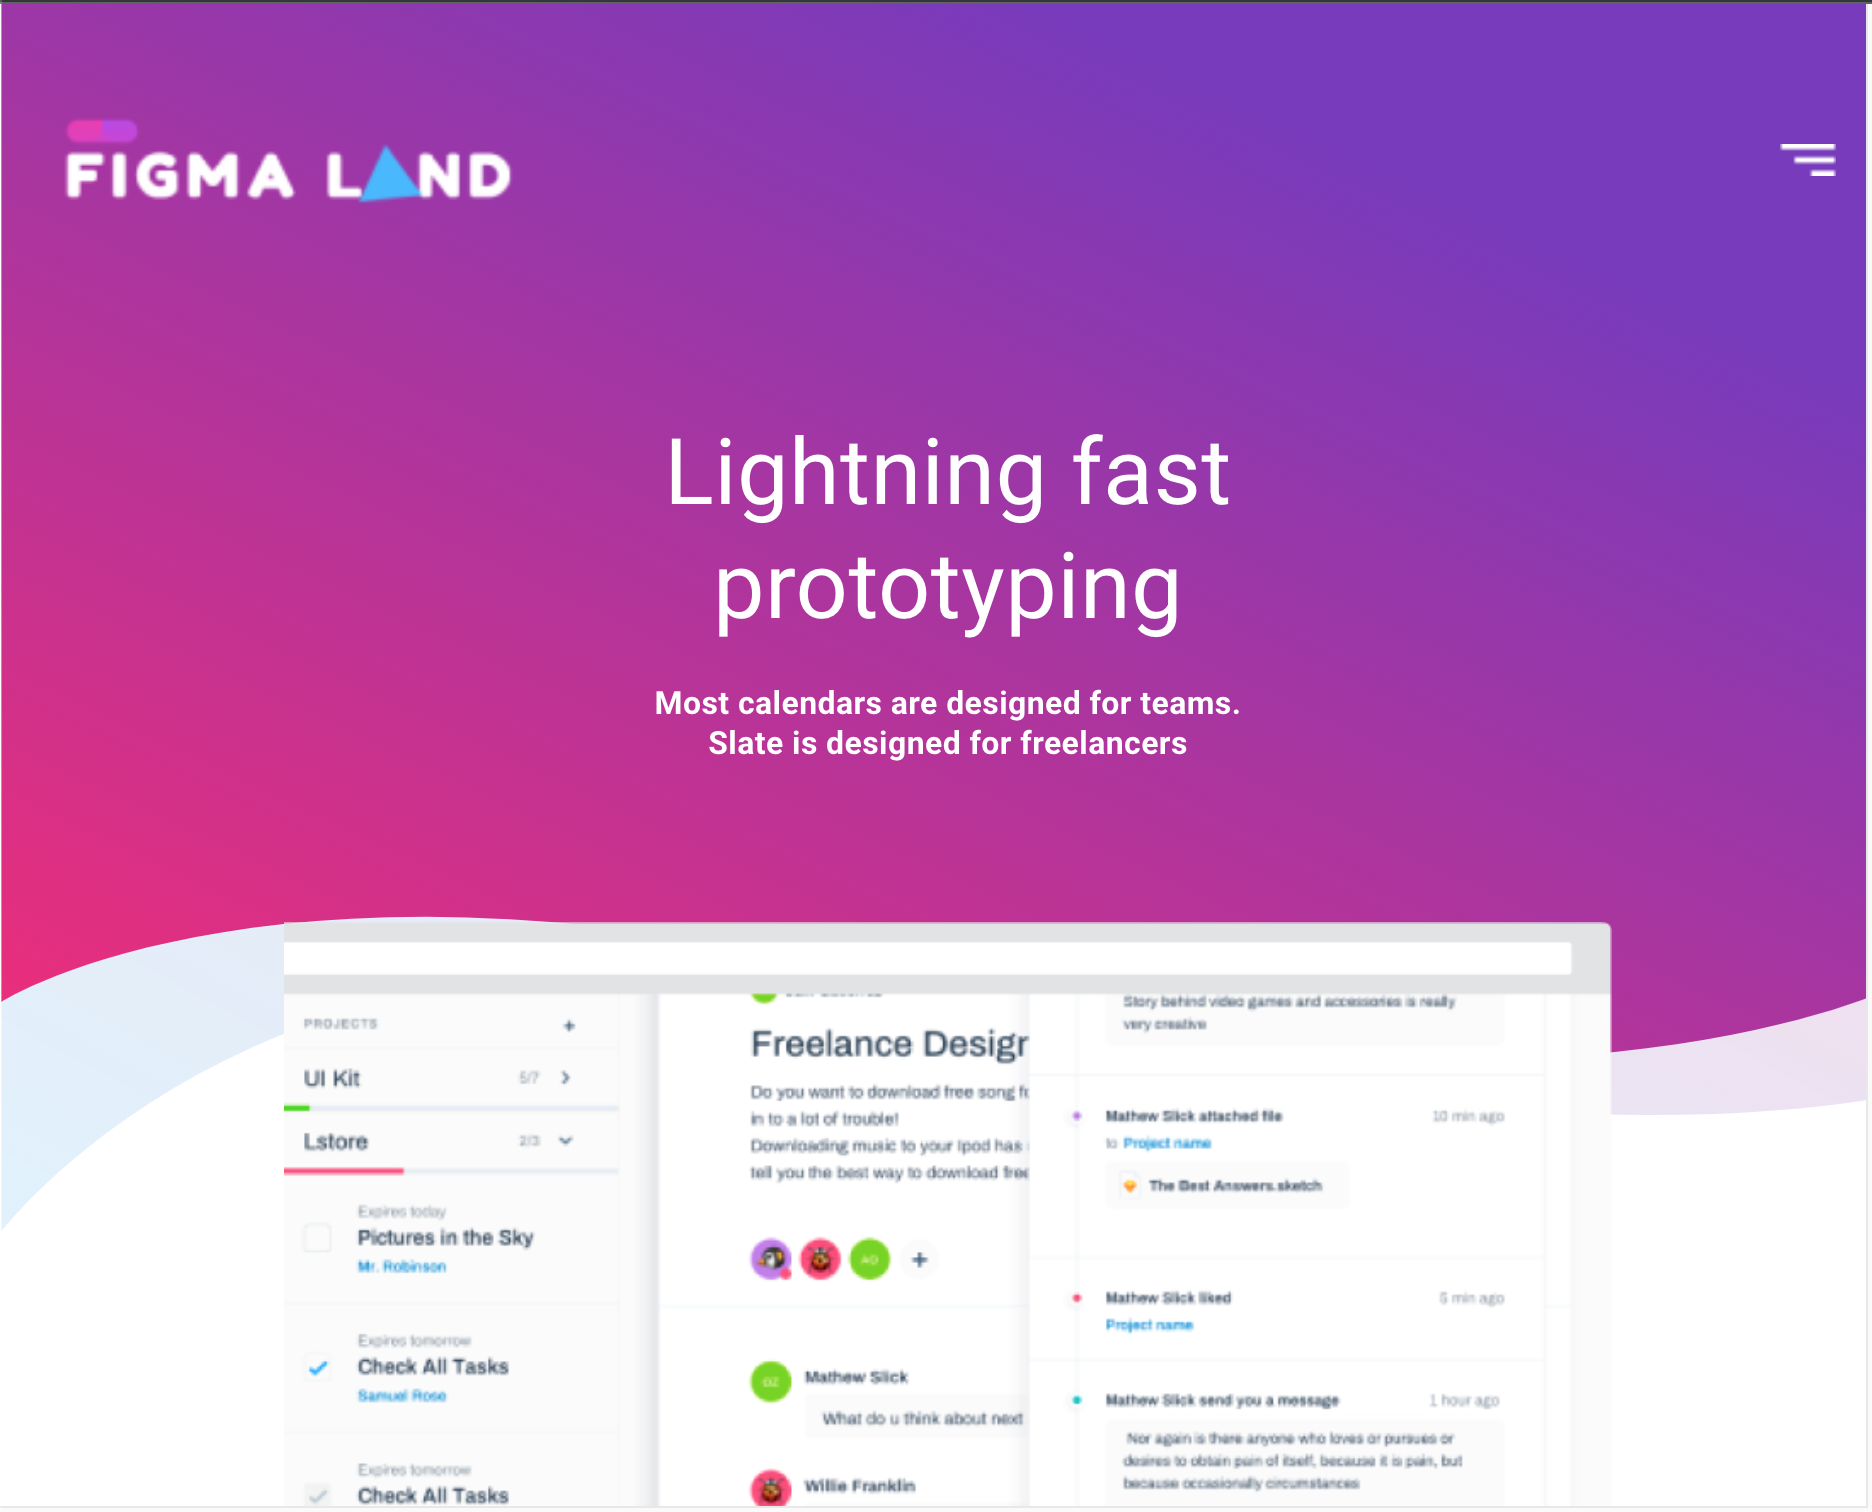 FIGMA LAND
Lightning fast
prototyping
Most calendars are designed for teams.
Slate is designed for freelancers
PROJECTS +
UI Kit 5/7
Lstore 2/3
Expires today
Pictures in the Sky
Mr. Robinson
Expires tomorrow
Check All Tasks
Samuel Rose
Expires tomorrow
Check All Tasks
Freelance Design
Do you want to download free song
in to a lot of trouble!
Downloading music to your Ipod has
tell you the best way to download free
AO +
OZ
Mathew Slick
What do u think about next
Willie Franklin
Story behind video games and accessories is really
very creative
Mathew Slick attached file 10 min ago
to Project name
The Best Answers.sketch
Mathew Slick liked 5 min ago
Project name
Mathew Slick send you a message 1 hour ago
Nor again is there anyone who loves or pursues or
desires to obtain pain of itself, because it is pain, but
because occasionally circumstances